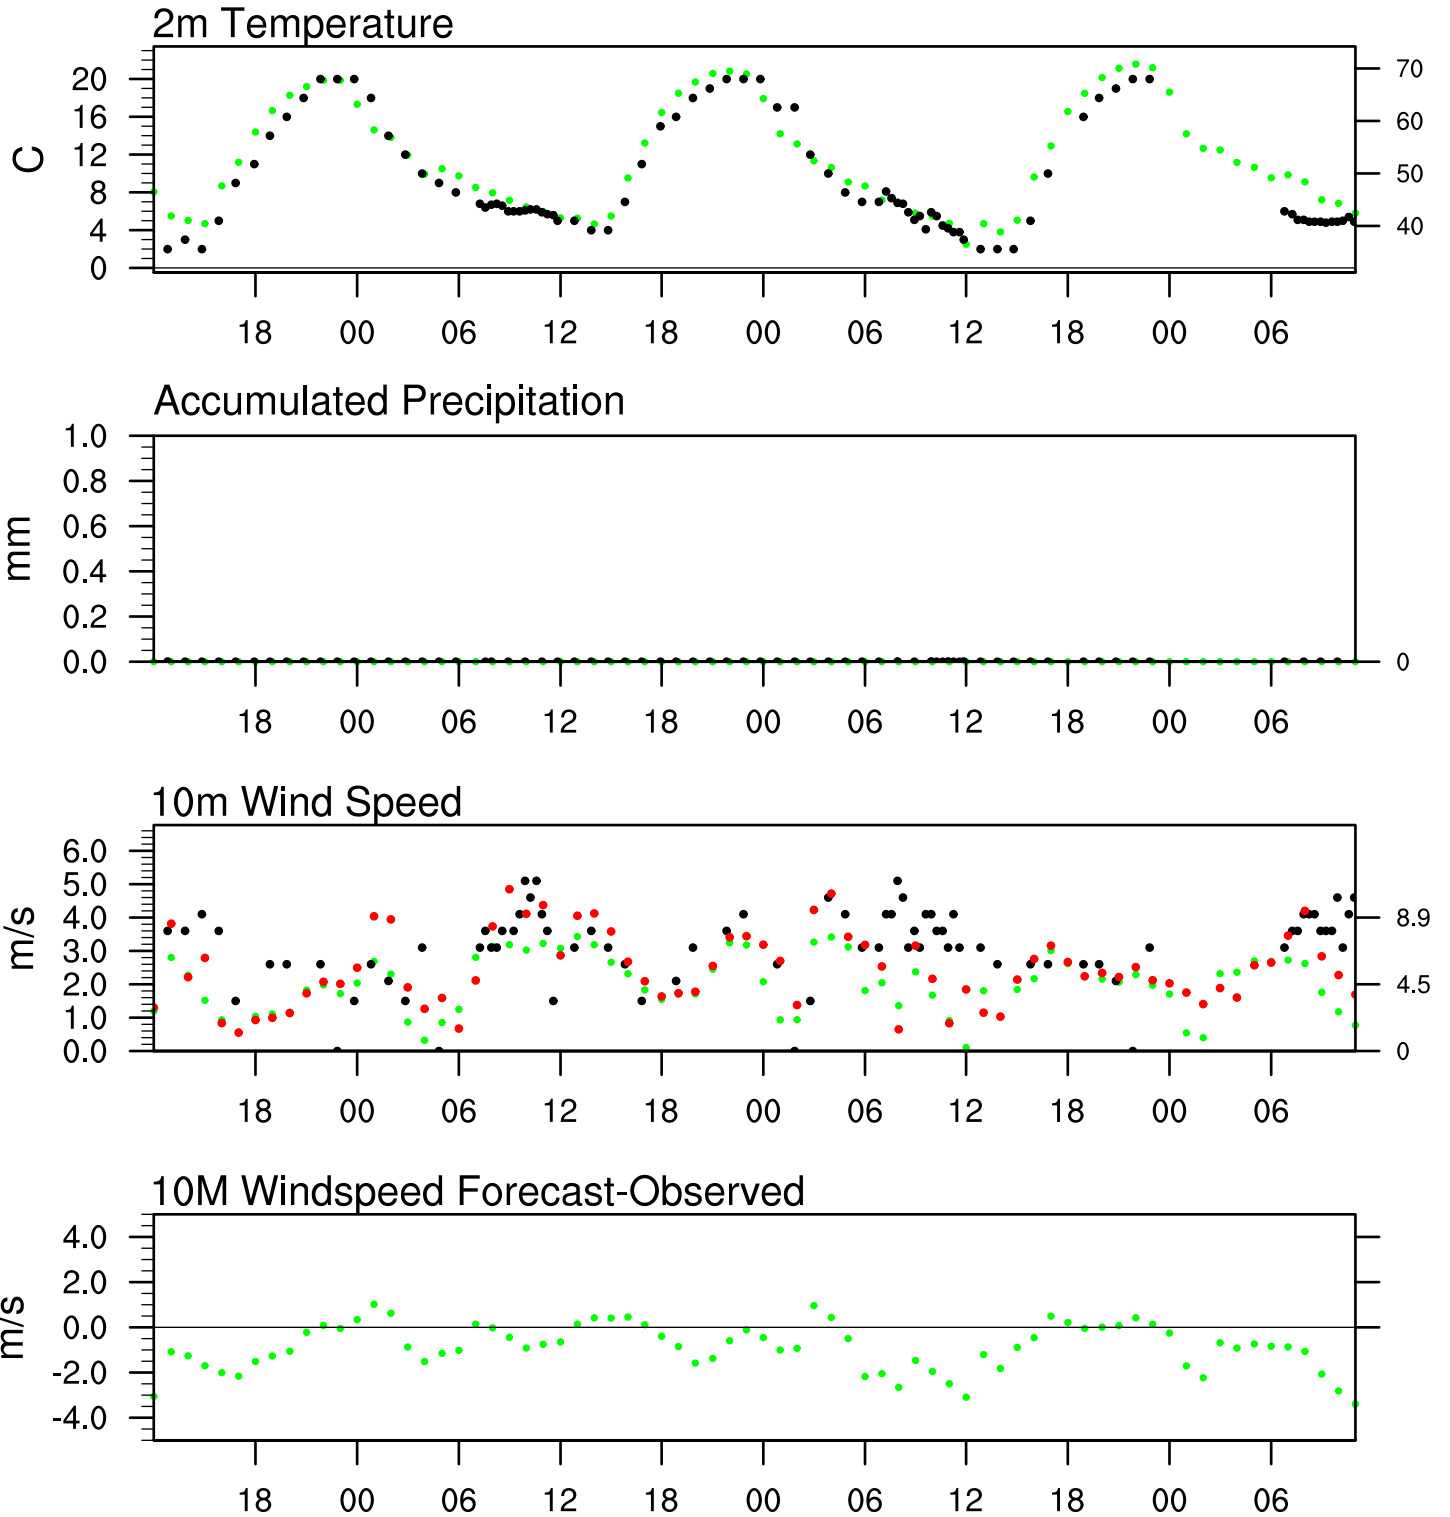 2m Temperature
20
16
12
8
4
0
C
70
60
50
40
18 00 06 12 18 00 06 12 18 00 06
Accumulated Precipitation
1.0
0.8
0.6
0.4
0.2
0.0
mm
0
18 00 06 12 18 00 06 12 18 00 06
10m Wind Speed
6.0
5.0
4.0
3.0
2.0
1.0
0.0
m/s
8.9
4.5
0
18 00 06 12 18 00 06 12 18 00 06
10M Windspeed Forecast-Observed
4.0
2.0
0.0
-2.0
-4.0
m/s
18 00 06 12 18 00 06 12 18 00 06